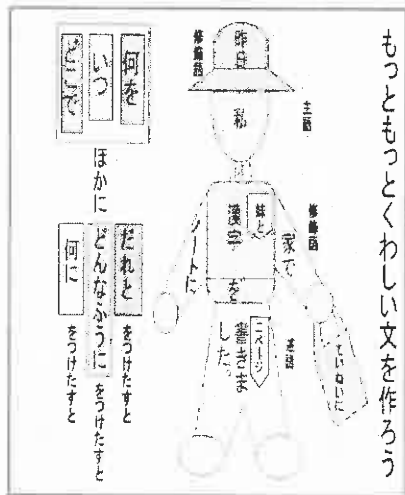 もっともっとくわしい文を作ろう
主語
修飾語
家で
ていねいに
述語
修飾語
昨日
私
は
妹と
漢字
を
二ページ
書きま
した。
ノートに
何を
いつ
どこで
ほかに
だれとをつけたすと
どんなふうにをつけたすと
何にをつけたすと